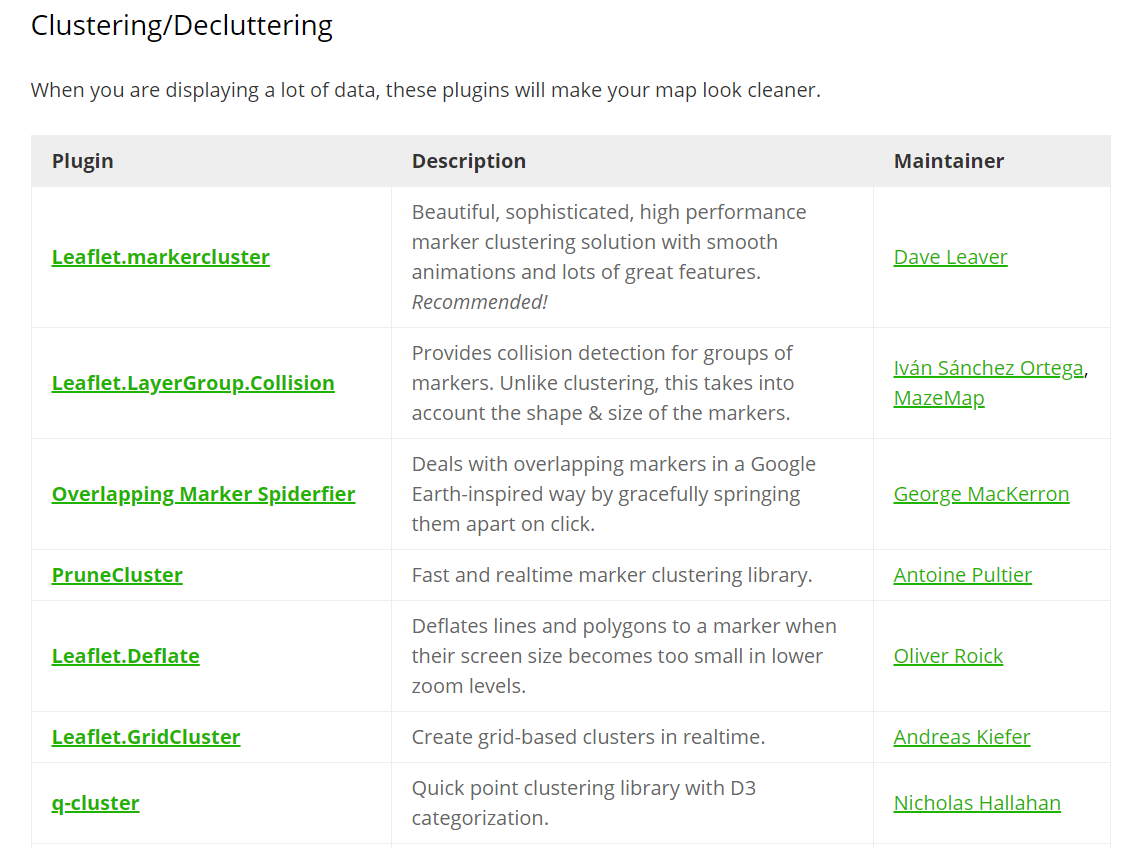 Clustering/Decluttering
When you are displaying a lot of data, these plugins will make your map look cleaner.
Plugin Description Maintainer
Leaflet.markercluster
Beautiful, sophisticated, high performance
marker clustering solution with smooth
animations and lots of great features.
Recommended!
Dave Leaver
Leaflet.LayerGroup.Collision
Provides collision detection for groups of
markers. Unlike clustering, this takes into
account the shape & size of the markers.
Iván Sánchez Ortega,
MazeMap
Overlapping Marker Spiderfier
Deals with overlapping markers in a Google
Earth-inspired way by gracefully springing
them apart on click.
George MacKerron
PruneCluster
Fast and realtime marker clustering library.
Antoine Pultier
Leaflet.Deflate
Deflates lines and polygons to a marker when
their screen size becomes too small in lower
zoom levels.
Oliver Roick
Leaflet.GridCluster
Create grid-based clusters in realtime.
Andreas Kiefer
q-cluster
Quick point clustering library with D3
categorization.
Nicholas Hallahan